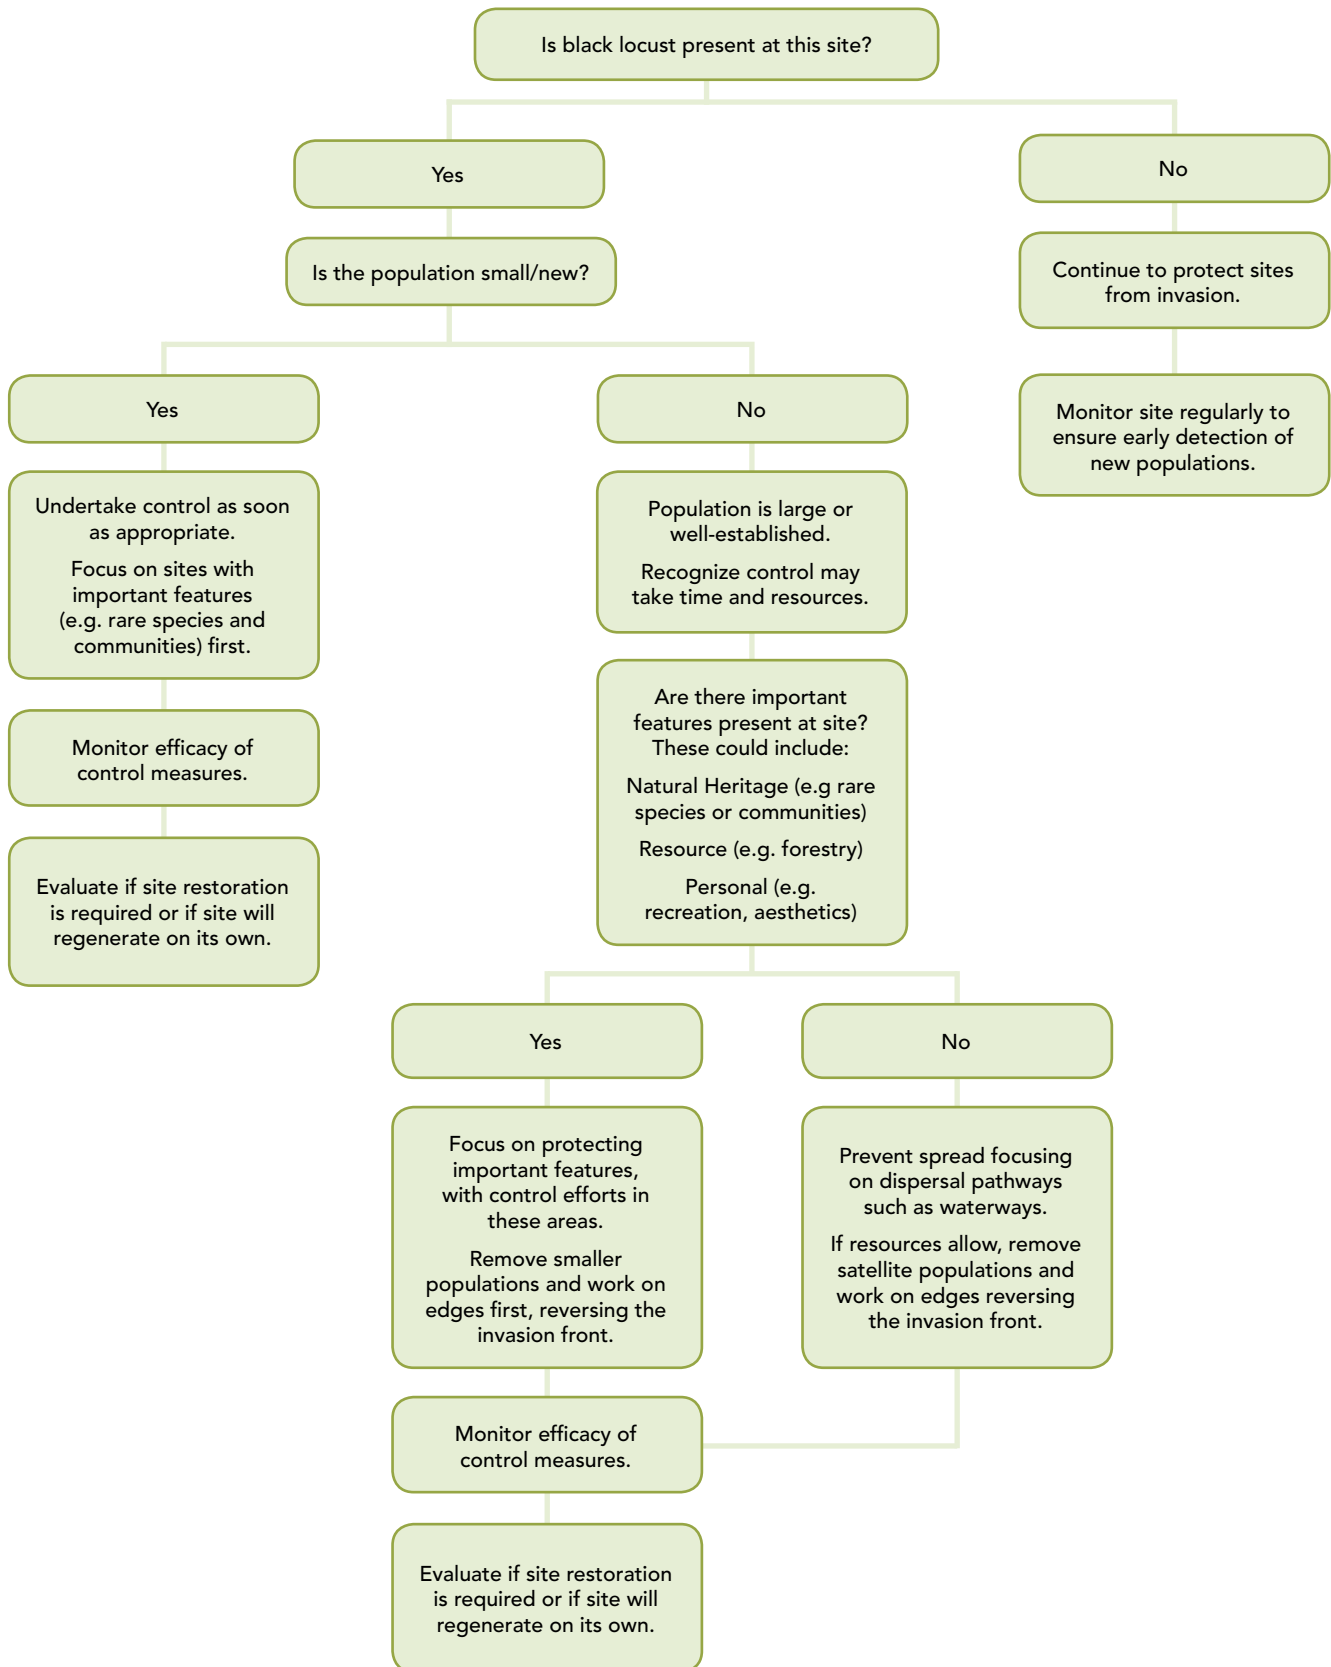 Is black locust present at this site?
Yes
No
Is the population small/new?
Continue to protect sites
from invasion.
Yes
No
Monitor site regularly to
ensure early detection of
new populations.
Undertake control as soon
as appropriate.
Focus on sites with
important features
(e.g. rare species and
communities) first.
Population is large or
well-established.
Recognize control may
take time and resources.
Monitor efficacy of
control measures.
Are there important
features present at site?
These could include:
Natural Heritage (e.g rare
species or communities)
Resource (e.g. forestry)
Personal (e.g.
recreation, aesthetics)
Evaluate if site restoration
is required or if site will
regenerate on its own.
Yes
No
Focus on protecting
important features,
with control efforts in
these areas.
Remove smaller
populations and work on
edges first, reversing the
invasion front.
Prevent spread focusing
on dispersal pathways
such as waterways.
If resources allow, remove
satellite populations and
work on edges reversing
the invasion front.
Monitor efficacy of
control measures.
Evaluate if site restoration
is required or if site will
regenerate on its own.